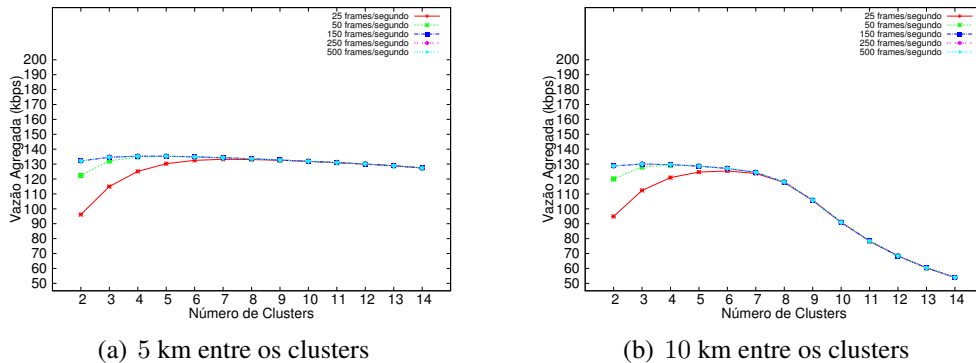 25 frames/segundo
50 frames/segundo
150 frames/segundo
250 frames/segundo
500 frames/segundo
Vazão Agregada (kbps)
200
190
180
170
160
150
140
130
120
110
100
90
80
70
60
50
2 3 4 5 6 7 8 9 10 11 12 13 14
Número de Clusters
(a) 5 km entre os clusters
25 frames/segundo
50 frames/segundo
150 frames/segundo
250 frames/segundo
500 frames/segundo
Vazão Agregada (kbps)
200
190
180
170
160
150
140
130
120
110
100
90
80
70
60
50
2 3 4 5 6 7 8 9 10 11 12 13 14
Número de Clusters
(b) 10 km entre os clusters